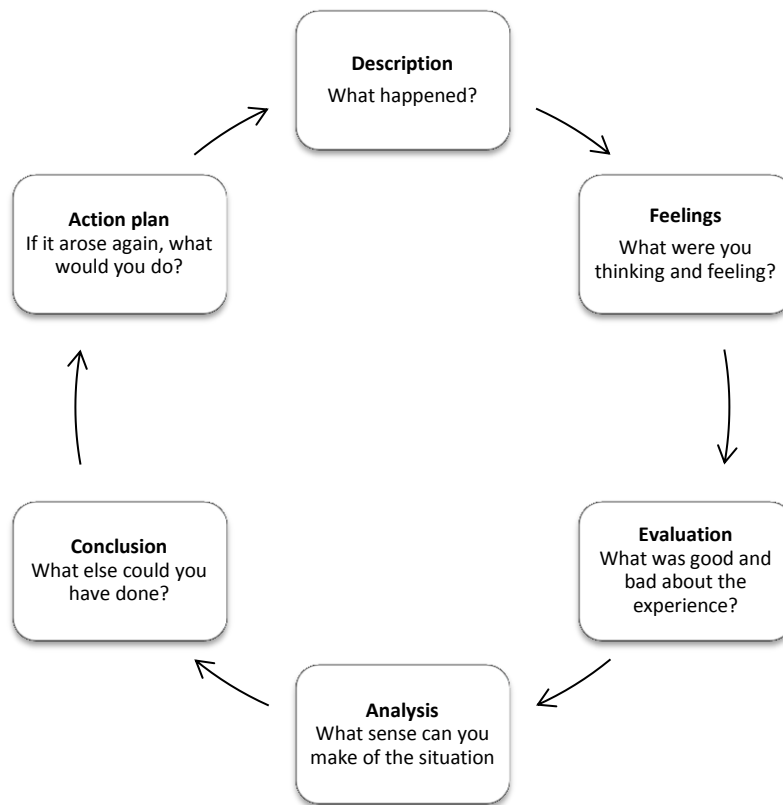 Description
What happened?
Feelings
What were you
thinking and feeling?
Evaluation
What was good and
bad about the
experience?
Analysis
What sense can you
make of the situation
Conclusion
What else could you
have done?
Action plan
If it arose again, what
would you do?